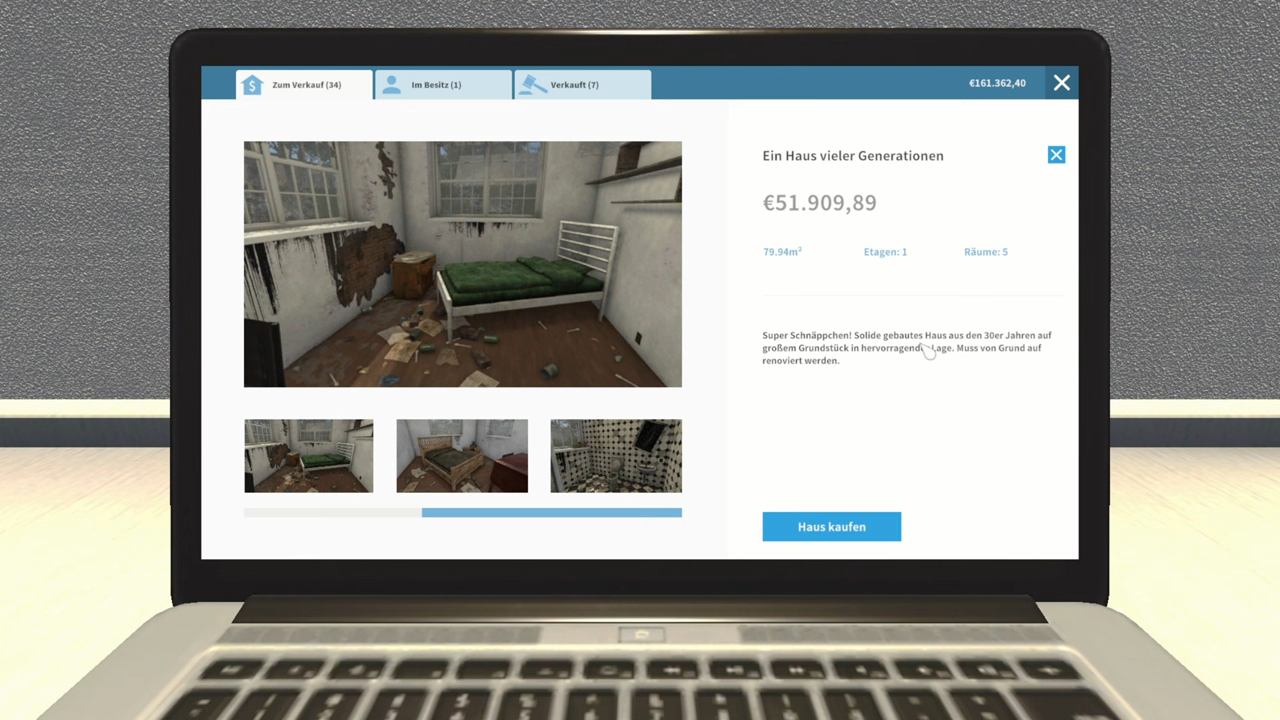 Zum Verkauf (34)
Im Besitz (1)
Verkauft (7)
€161.362,40
Ein Haus vieler Generationen
€51.909,89
79.94m²
Etagen: 1
Räume: 5
Super Schnäppchen! Solide gebautes Haus aus den 30er Jahren auf
großem Grundstück in hervorragender Lage. Muss von Grund auf
renoviert werden.
Haus kaufen